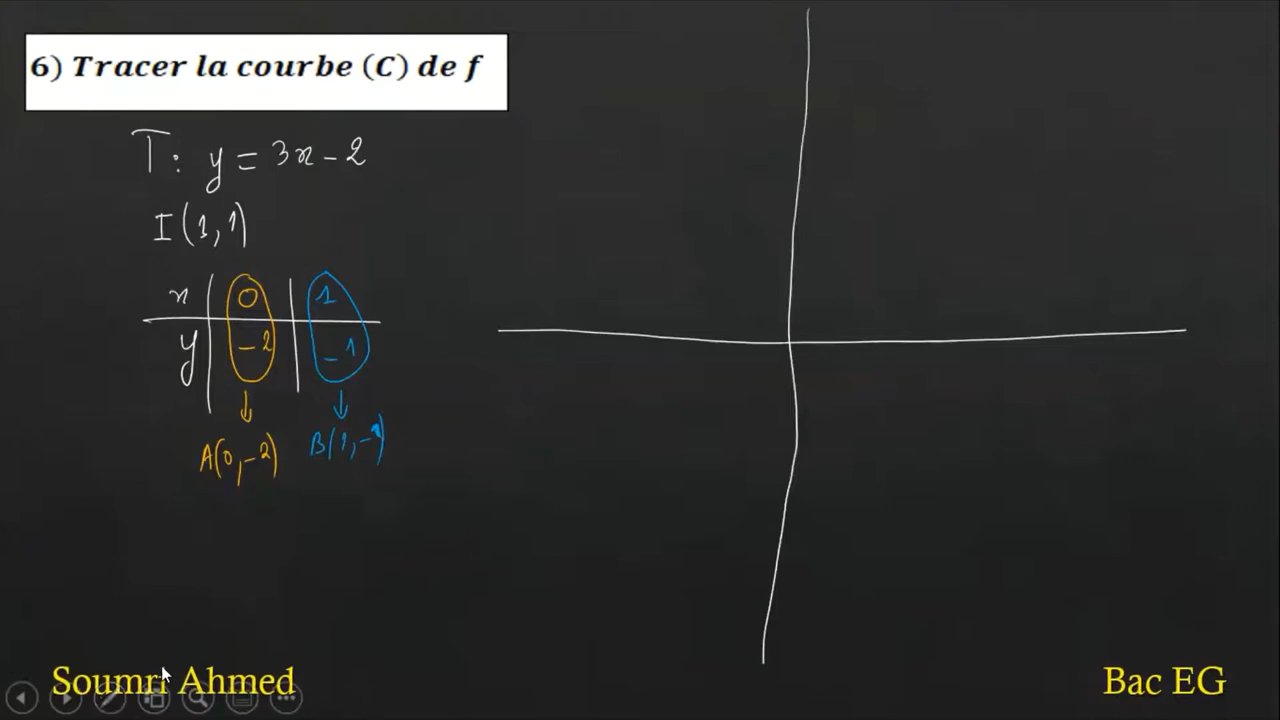 6) Tracer la courbe (C) de f
T: y = 3x - 2
I(1, 1)
x | 0 | 1
y | -2 | -1
A(0, -2) B(1, -1)
Soumri Ahmed
Bac EG